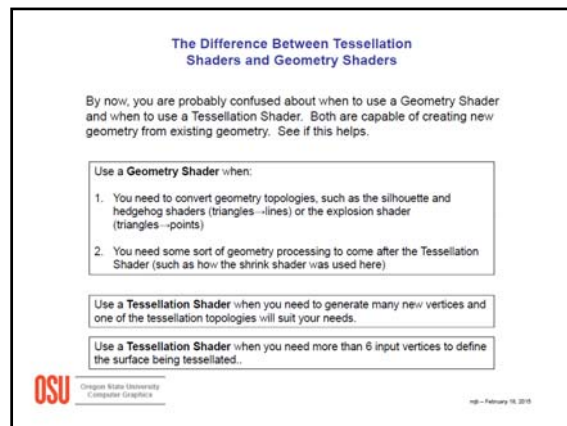 The Difference Between Tessellation
Shaders and Geometry Shaders
By now, you are probably confused about when to use a Geometry Shader
and when to use a Tessellation Shader. Both are capable of creating new
geometry from existing geometry. See if this helps.
Use a Geometry Shader when:
1. You need to convert geometry topologies, such as the silhouette and
hedgehog shaders (triangles→lines) or the explosion shader
(triangles→points)
2. You need some sort of geometry processing to come after the Tessellation
Shader (such as how the shrink shader was used here)
Use a Tessellation Shader when you need to generate many new vertices and
one of the tessellation topologies will suit your needs.
Use a Tessellation Shader when you need more than 6 input vertices to define
the surface being tessellated..
OSU
Oregon State University
Computer Graphics
mjb – February 16, 2015